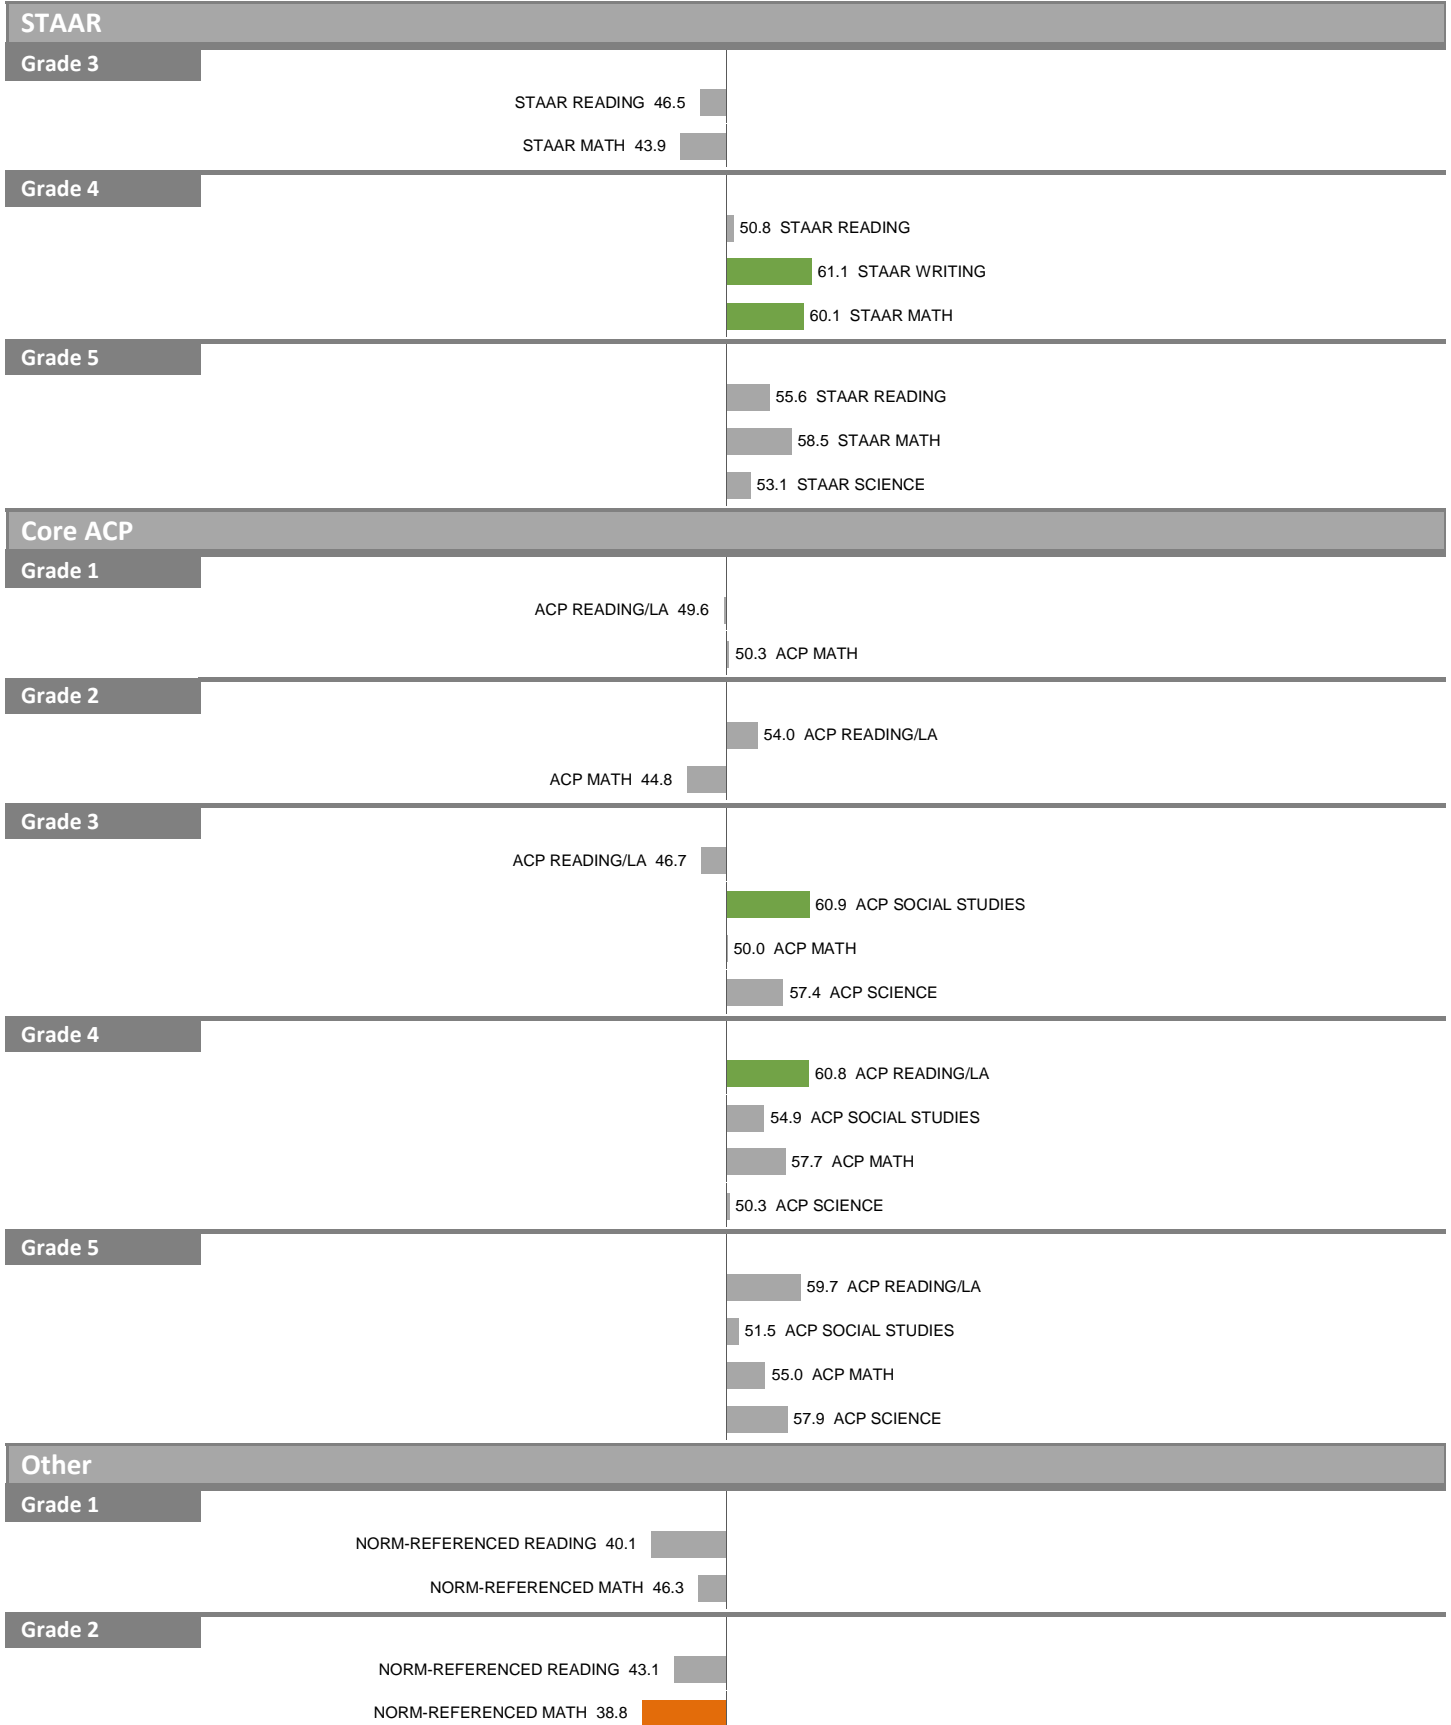 STAAR
Grade 3
STAAR READING 46.5
STAAR MATH 43.9
Grade 4
50.8 STAAR READING
61.1 STAAR WRITING
60.1 STAAR MATH
Grade 5
55.6 STAAR READING
58.5 STAAR MATH
53.1 STAAR SCIENCE
Core ACP
Grade 1
ACP READING/LA 49.6
50.3 ACP MATH
Grade 2
54.0 ACP READING/LA
ACP MATH 44.8
Grade 3
ACP READING/LA 46.7
60.9 ACP SOCIAL STUDIES
50.0 ACP MATH
57.4 ACP SCIENCE
Grade 4
60.8 ACP READING/LA
54.9 ACP SOCIAL STUDIES
57.7 ACP MATH
50.3 ACP SCIENCE
Grade 5
59.7 ACP READING/LA
51.5 ACP SOCIAL STUDIES
55.0 ACP MATH
57.9 ACP SCIENCE
Other
Grade 1
NORM-REFERENCED READING 40.1
NORM-REFERENCED MATH 46.3
Grade 2
NORM-REFERENCED READING 43.1
NORM-REFERENCED MATH 38.8